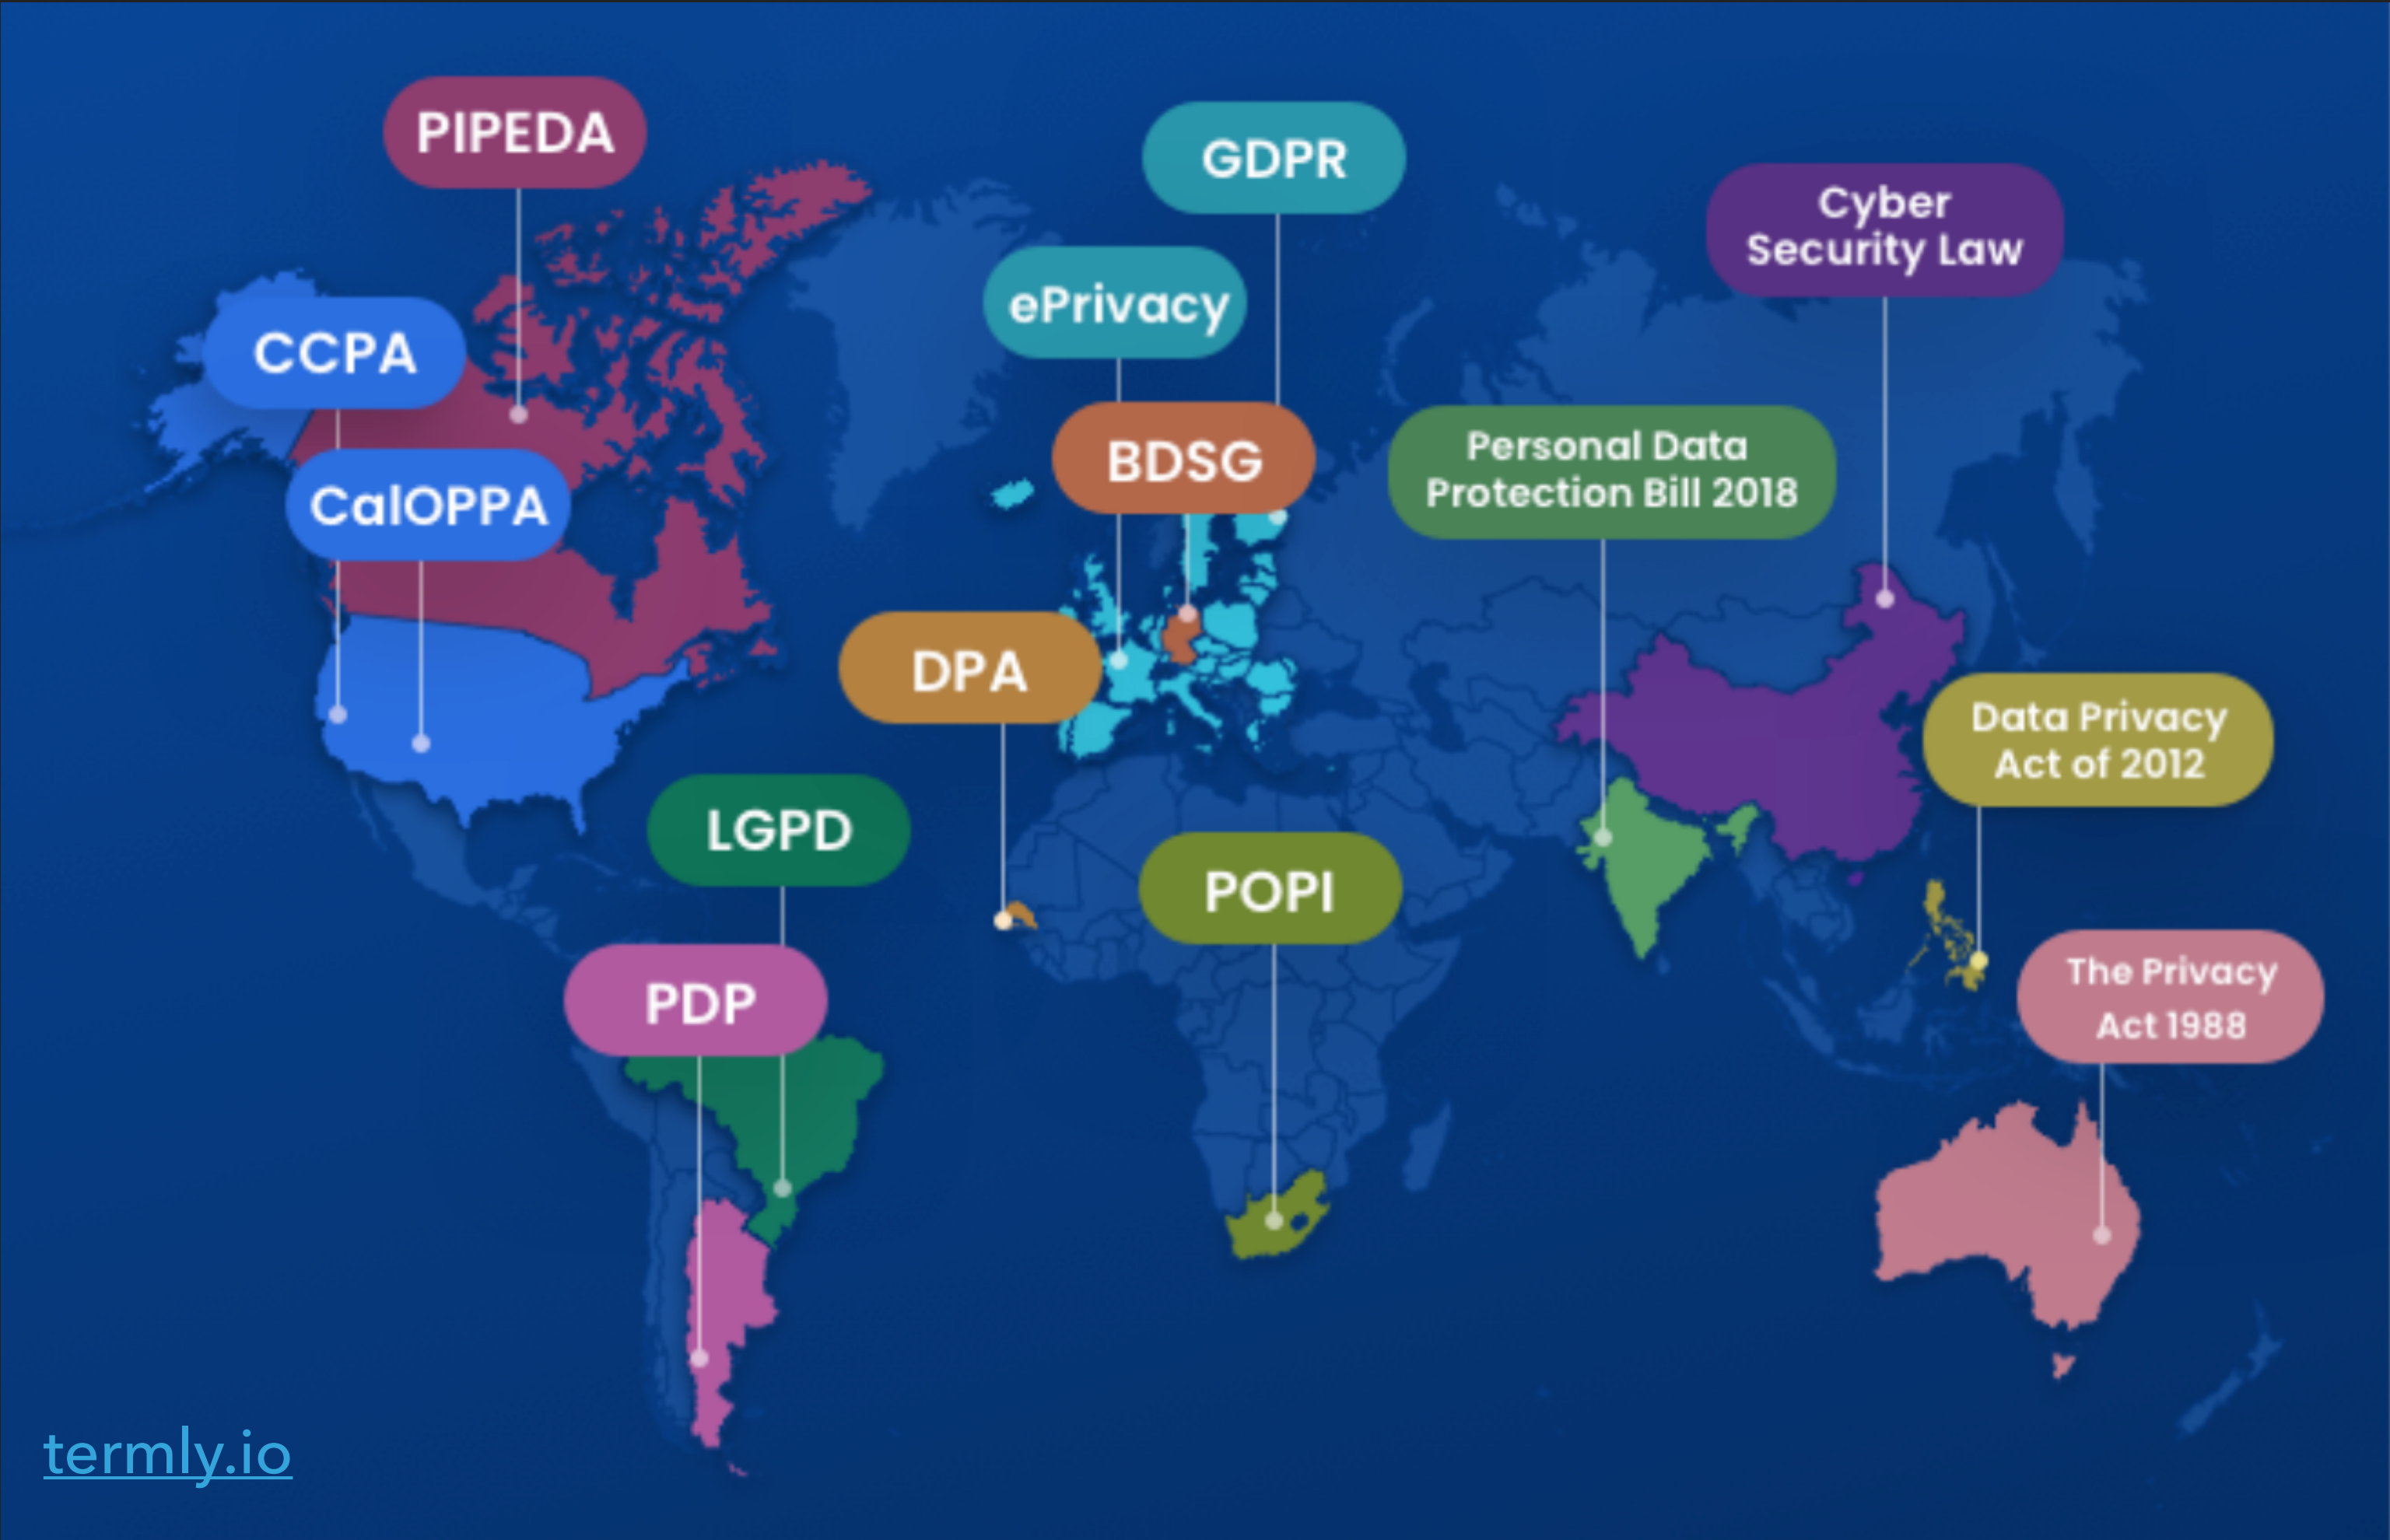 PIPEDA
GDPR
Cyber
Security Law
ePrivacy
CCPA
BDSG
Personal Data
Protection Bill 2018
CalOPPA
DPA
Data Privacy
Act of 2012
LGPD
POPI
PDP
The Privacy
Act 1988
termly.io